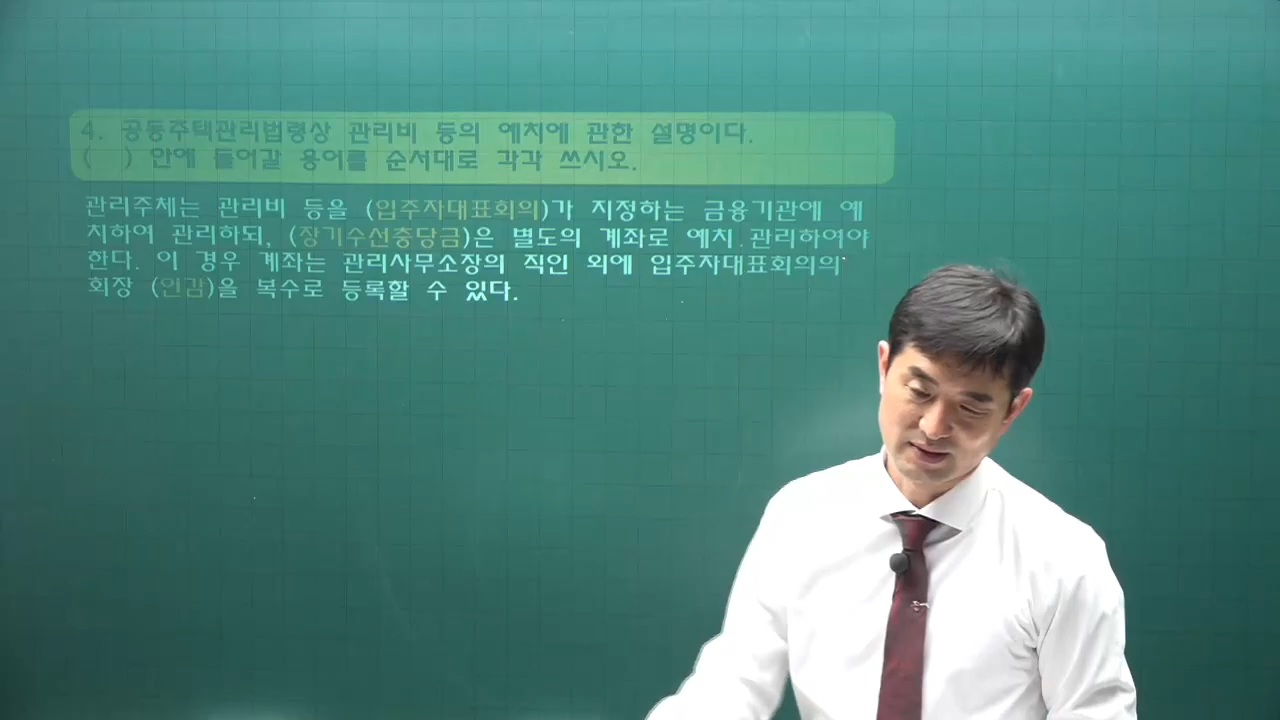 4. 공동주택관리법령상 관리비 등의 예치에 관한 설명이다.
( ) 안에 들어갈 용어를 순서대로 각각 쓰시오.
관리주체는 관리비 등을 (입주자대표회의)가 지정하는 금융기관에 예
치하여 관리하되, (장기수선충당금)은 별도의 계좌로 예치 관리하여야
한다. 이 경우 계좌는 관리사무소장의 직인 외에 입주자대표회의의
회장 (인감)을 복수로 등록할 수 있다.